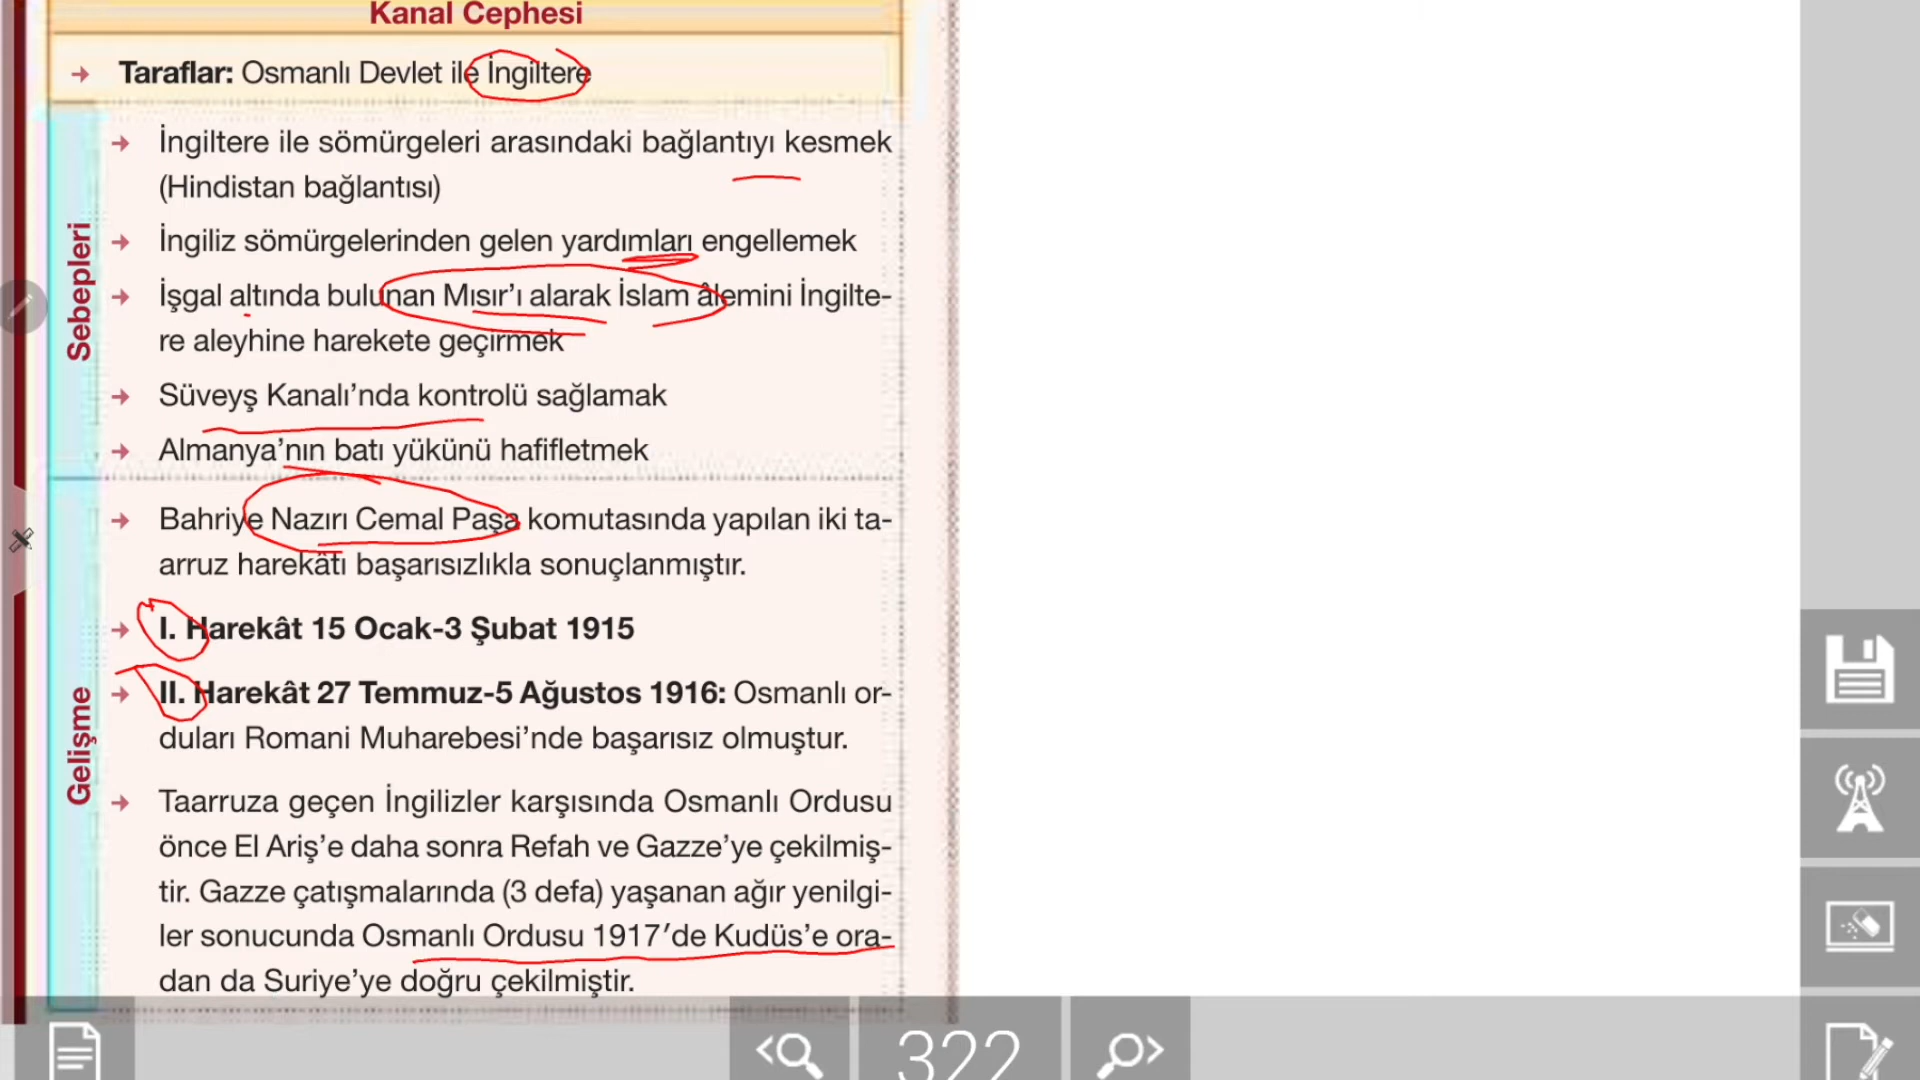 Kanal Cephesi
→ Taraflar: Osmanlı Devlet ile İngiltere
Sebepleri
→ İngiltere ile sömürgeleri arasındaki bağlantıyı kesmek
(Hindistan bağlantısı)
→ İngiliz sömürgelerinden gelen yardımları engellemek
→ İşgal altında bulunan Mısır’ı alarak İslam âlemini İngilte-
re aleyhine harekete geçirmek
→ Süveyş Kanalı’nda kontrolü sağlamak
→ Almanya’nın batı yükünü hafifletmek
Gelişme
→ Bahriye Nazırı Cemal Paşa komutasında yapılan iki ta-
arruz harekâtı başarısızlıkla sonuçlanmıştır.
→ I. Harekât 15 Ocak-3 Şubat 1915
→ II. Harekât 27 Temmuz-5 Ağustos 1916: Osmanlı or-
duları Romani Muharebesi’nde başarısız olmuştur.
→ Taarruza geçen İngilizler karşısında Osmanlı Ordusu
önce El Ariş’e daha sonra Refah ve Gazze’ye çekilmiş-
tir. Gazze çatışmalarında (3 defa) yaşanan ağır yenilgi-
ler sonucunda Osmanlı Ordusu 1917’de Kudüs’e ora-
dan da Suriye’ye doğru çekilmiştir.
322